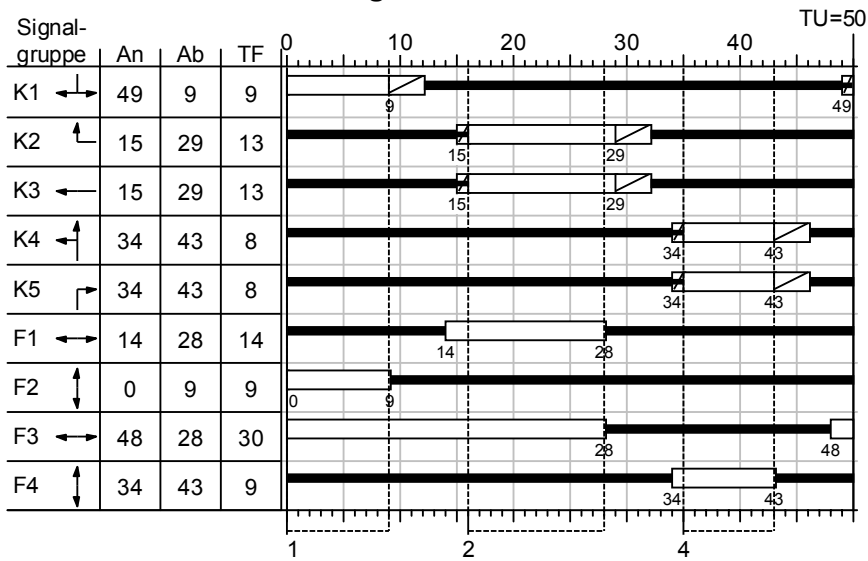 TU=50
Signal-
gruppe An Ab TF 0 10 20 30 40
K1 49 9 9 9 49
K2 15 29 13 15 29
K3 15 29 13 15 29
K4 34 43 8 34 43
K5 34 43 8 34 43
F1 14 28 14 14 28
F2 0 9 9 0 9
F3 48 28 30 28 48
F4 34 43 9 34 43
1 2 4